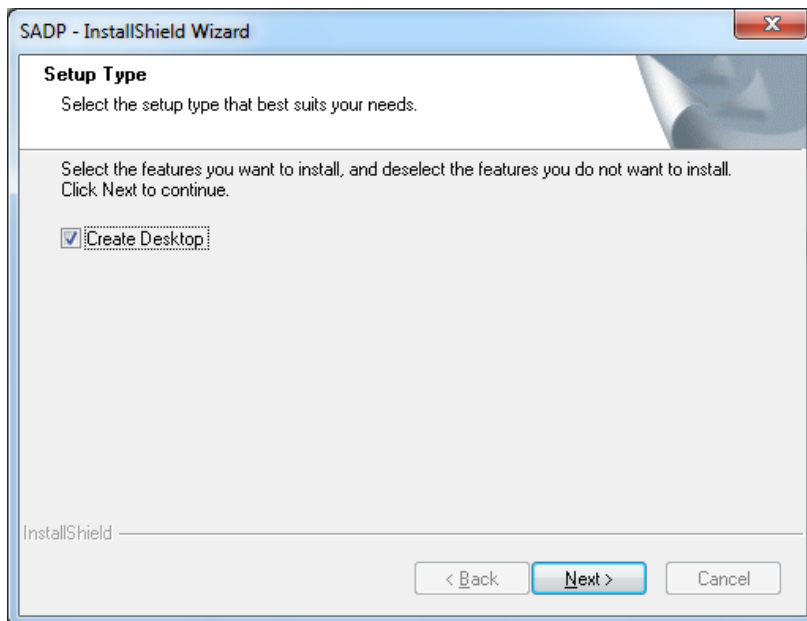 SADP - InstallShield Wizard
Setup Type
Select the setup type that best suits your needs.
Select the features you want to install, and deselect the features you do not want to install.
Click Next to continue.
Create Desktop
InstallShield
< Back
Next >
Cancel